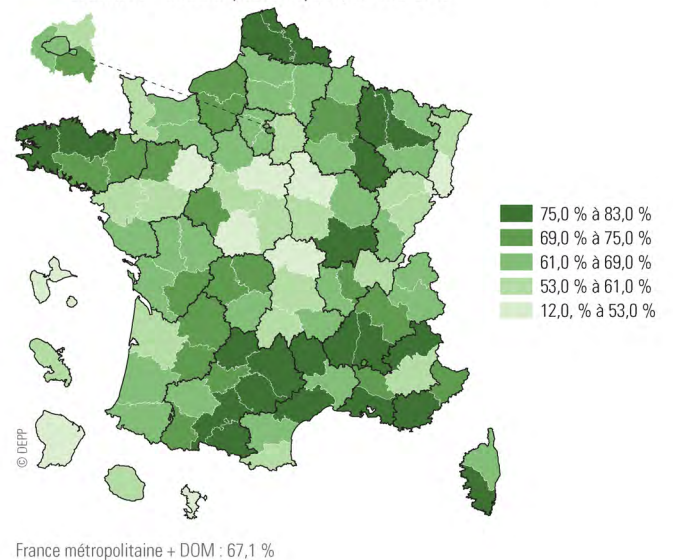 75,0 % à 83,0 %
69,0 % à 75,0 %
61,0 % à 69,0 %
53,0 % à 61,0 %
12,0, % à 53,0 %
© DEPP
France métropolitaine + DOM : 67,1 %